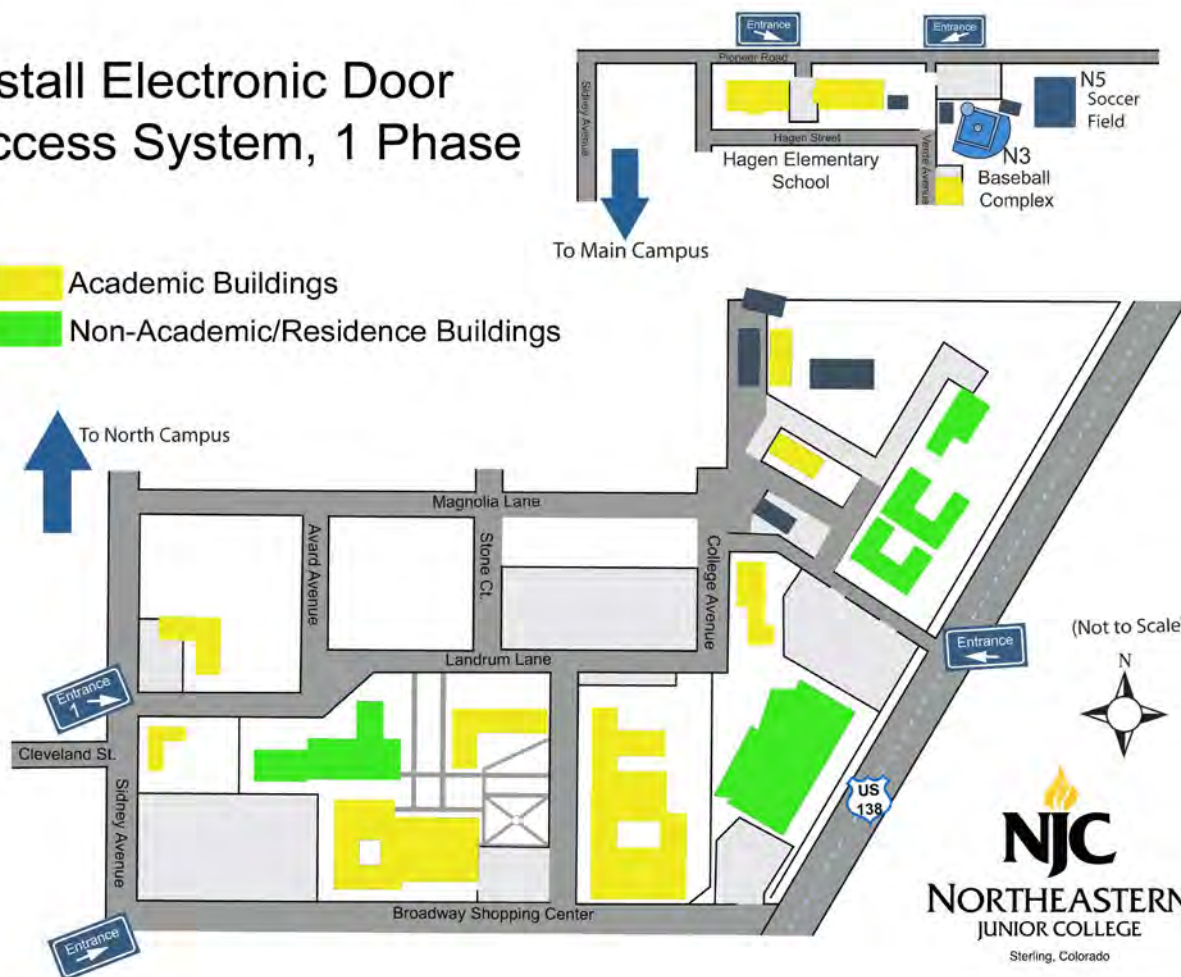 stall Electronic Door
ccess System, 1 Phase
Academic Buildings
Non-Academic/Residence Buildings
Entrance
Entrance
Pioneer Road
Sidney Avenue
Hagen Street
Hagen Elementary
School
Verde Avenue
N5
Soccer
Field
N3
Baseball
Complex
To Main Campus
To North Campus
Magnolia Lane
Avard Avenue
Stone Ct.
College Avenue
Landrum Lane
Entrance
1
Cleveland St.
Sidney Avenue
Entrance
(Not to Scale)
N
US
138
Broadway Shopping Center
Entrance
NJC
NORTHEASTERN
JUNIOR COLLEGE
Sterling, Colorado